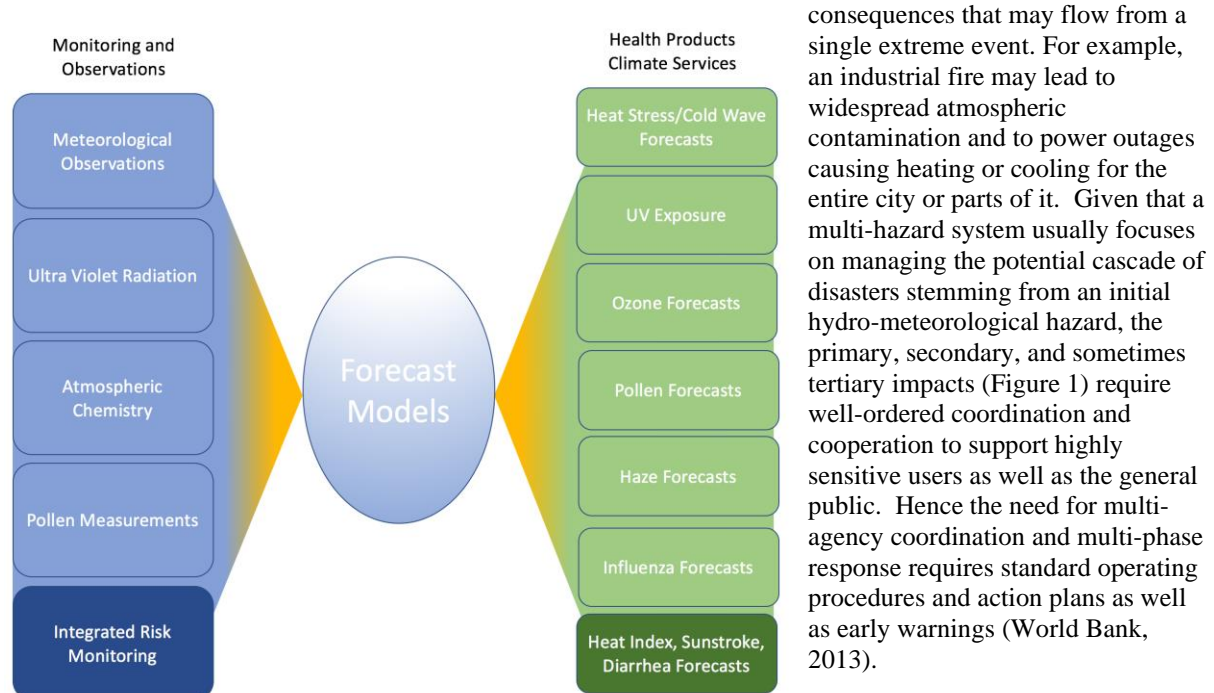 Monitoring and
Observations
Meteorological
Observations
Ultra Violet Radiation
Atmospheric
Chemistry
Pollen Measurements
Integrated Risk
Monitoring
Forecast
Models
Health Products
Climate Services
Heat Stress/Cold Wave
Forecasts
UV Exposure
Ozone Forecasts
Pollen Forecasts
Haze Forecasts
Influenza Forecasts
Heat Index, Sunstroke,
Diarrhea Forecasts
consequences that may flow from a
single extreme event. For example,
an industrial fire may lead to
widespread atmospheric
contamination and to power outages
causing heating or cooling for the
entire city or parts of it.  Given that a
multi-hazard system usually focuses
on managing the potential cascade of
disasters stemming from an initial
hydro-meteorological hazard, the
primary, secondary, and sometimes
tertiary impacts (Figure 1) require
well-ordered coordination and
cooperation to support highly
sensitive users as well as the general
public.  Hence the need for multi-
agency coordination and multi-phase
response requires standard operating
procedures and action plans as well
as early warnings (World Bank,
2013).